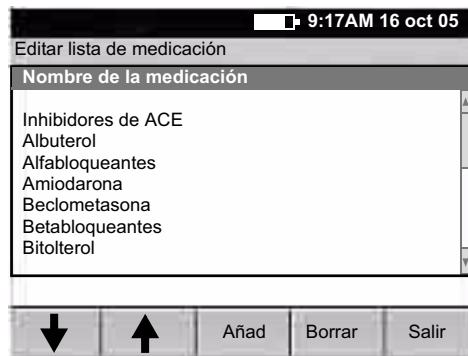 9:17AM 16 oct 05
Editar lista de medicación
Nombre de la medicación
Inhibidores de ACE
Albuterol
Alfabloqueantes
Amiodarona
Beclometasona
Betabloqueantes
Bitolterol
Añad Borrar Salir